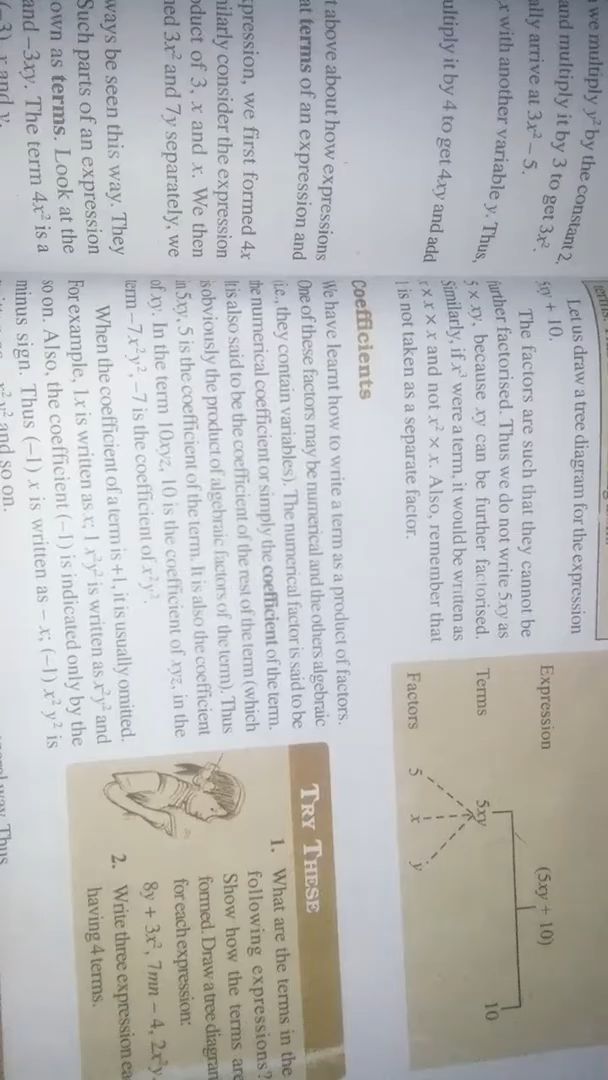 we multiply y² by the constant 2,
and multiply it by 3 to get 3x².
ally arrive at 3x² – 5.
x with another variable y. Thus,
ultiply it by 4 to get 4xy and add
t above about how expressions
at terms of an expression and
pression, we first formed 4x
ilarly consider the expression
oduct of 3, x and x. We then
ned 3x² and 7y separately, we
ways be seen this way. They
Such parts of an expression
own as terms. Look at the
and –3xy. The term 4x² is a
(–3), x and y.
Let us draw a tree diagram for the expression
5xy + 10.
The factors are such that they cannot be
further factorised. Thus we do not write 5xy as
5 × xy, because xy can be further factorised.
Similarly, if x³ were a term, it would be written as
x × x × x and not x² × x. Also, remember that
1 is not taken as a separate factor.
Expression (5xy + 10)
Terms 5xy 10
Factors 5 x y
Coefficients
We have learnt how to write a term as a product of factors.
One of these factors may be numerical and the others algebraic
(i.e., they contain variables). The numerical factor is said to be
the numerical coefficient or simply the coefficient of the term.
It is also said to be the coefficient of the rest of the term (which
is obviously the product of algebraic factors of the term). Thus
in 5xy, 5 is the coefficient of the term. It is also the coefficient
of xy. In the term 10xyz, 10 is the coefficient of xyz, in the
term –7x²y², –7 is the coefficient of x²y².
When the coefficient of a term is +1, it is usually omitted.
For example, 1x is written as x; 1 x²y² is written as x²y² and
so on. Also, the coefficient (–1) is indicated only by the
minus sign. Thus (–1) x is written as – x; (–1) x² y² is
x² y² and so on.
TRY THESE
1. What are the terms in the
following expressions?
Show how the terms are
formed. Draw a tree diagram
for each expression:
8y + 3x², 7mn – 4, 2x²y.
2. Write three expression ea
having 4 terms.
Thus